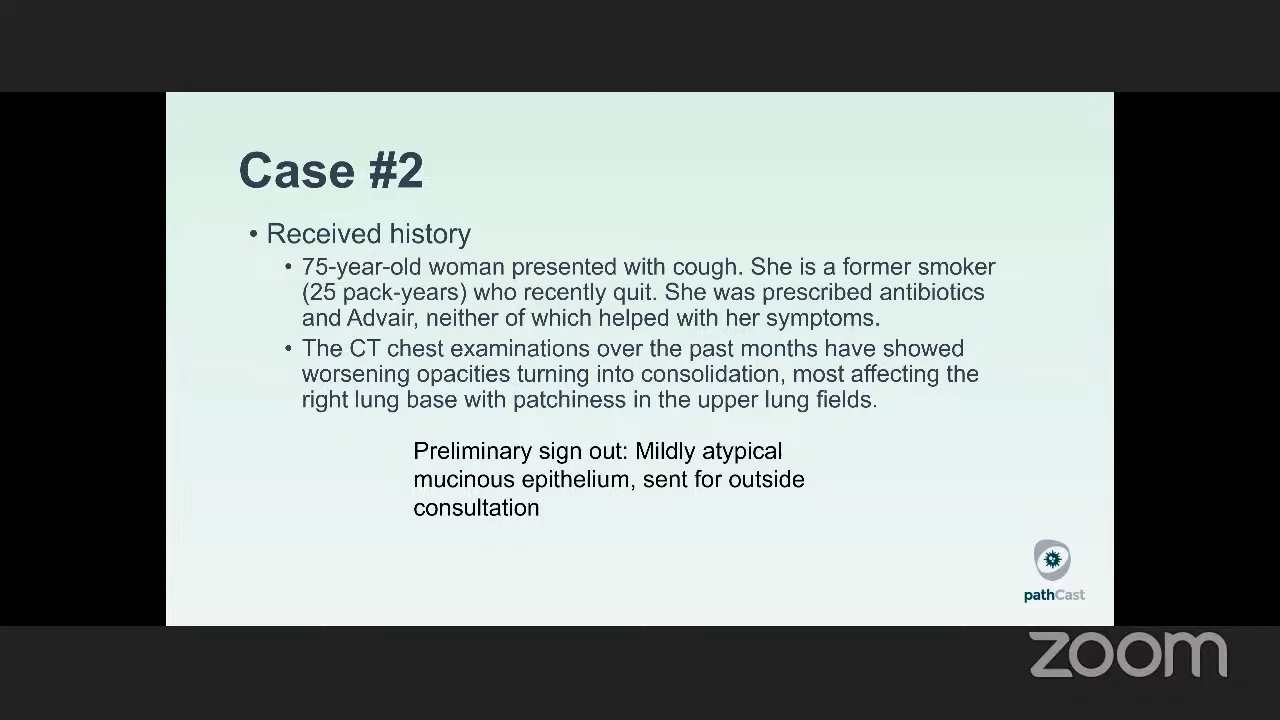 Case #2
• Received history
• 75-year-old woman presented with cough. She is a former smoker
(25 pack-years) who recently quit. She was prescribed antibiotics
and Advair, neither of which helped with her symptoms.
• The CT chest examinations over the past months have showed
worsening opacities turning into consolidation, most affecting the
right lung base with patchiness in the upper lung fields.
Preliminary sign out: Mildly atypical
mucinous epithelium, sent for outside
consultation
pathCast
zoom